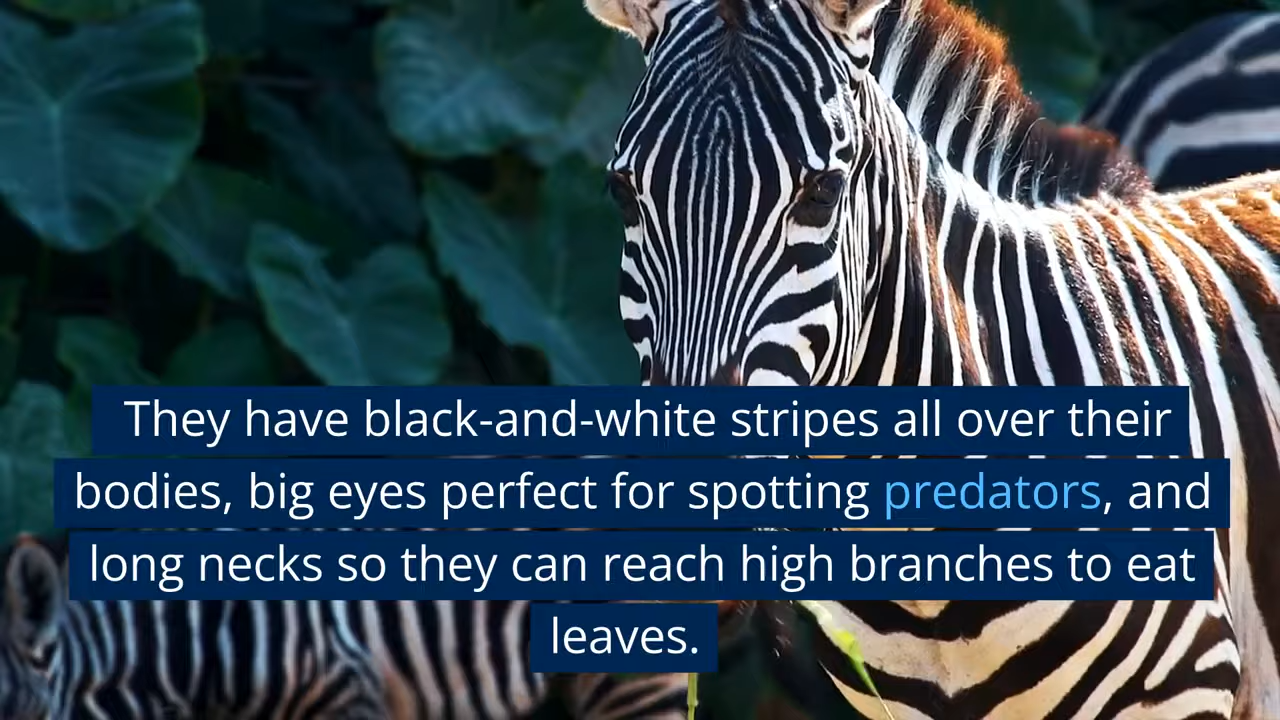 They have black-and-white stripes all over their
bodies, big eyes perfect for spotting predators, and
long necks so they can reach high branches to eat
leaves.